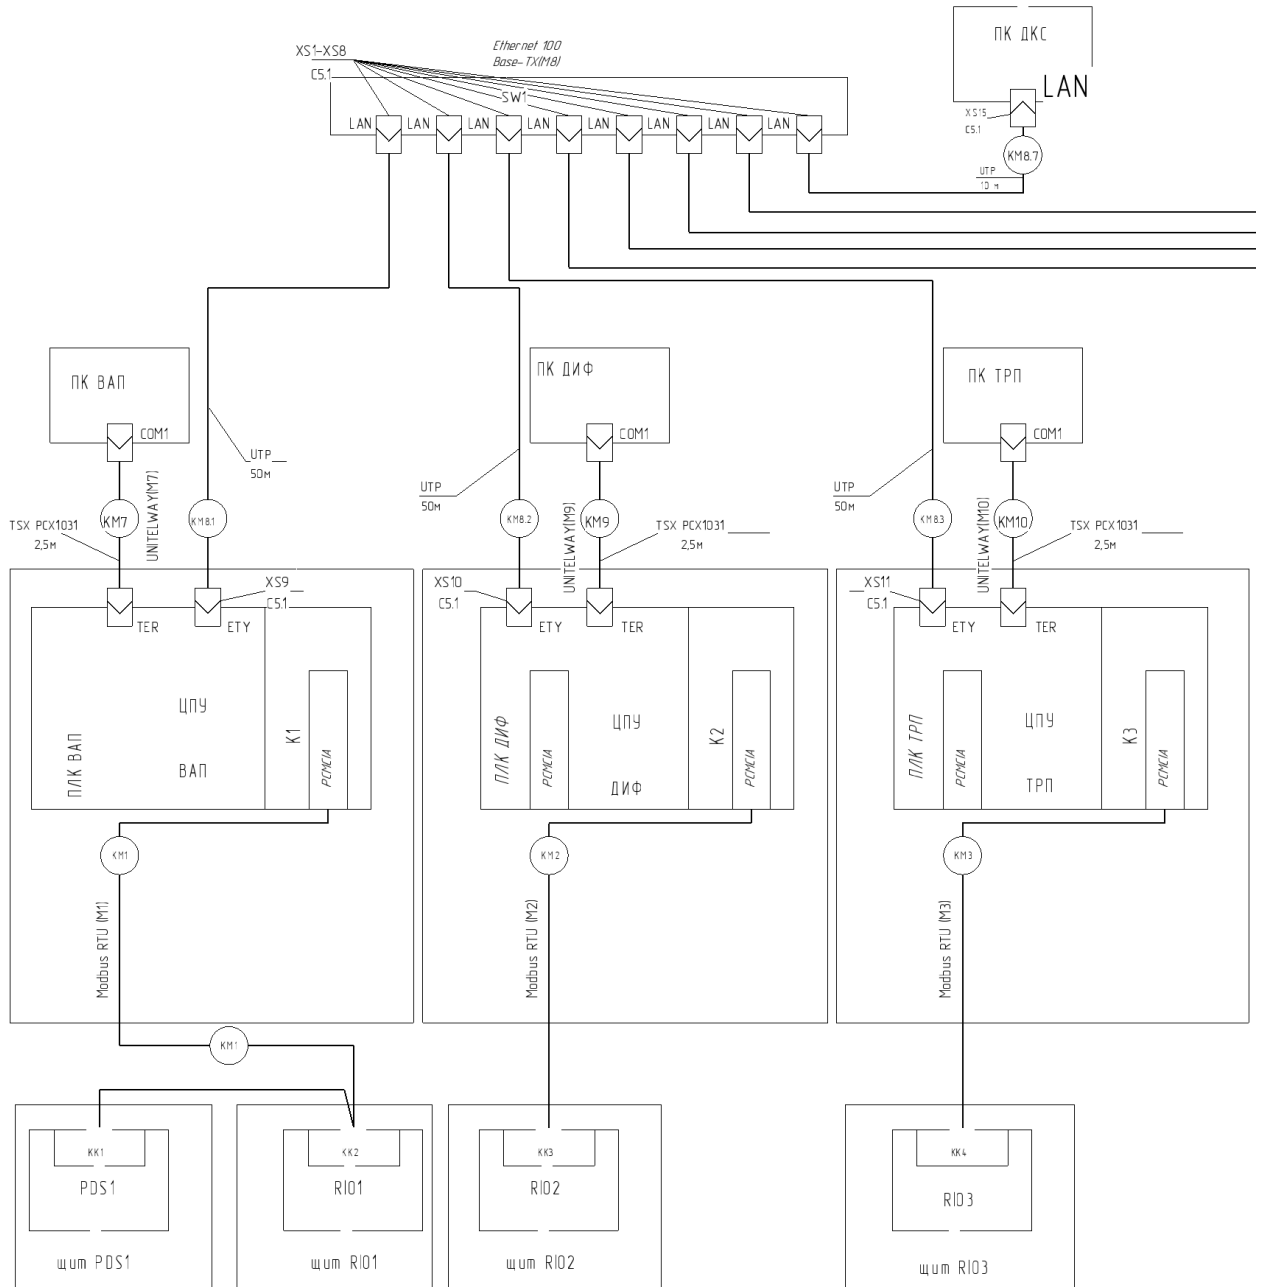 XS1-XS8
Ethernet 100
Base-TX(M8)
C5.1
SW1
ПК ДКС
LAN
XS15
C5.1
LAN
LAN
LAN
LAN
LAN
LAN
LAN
LAN
KM8.7
UTP
10 м
ПК ВАП
COM1
ПК ДИФ
COM1
ПК ТРП
COM1
UTP
50м
UTP
50м
UTP
50м
TSX PCX1031
2,5м
KM7
UNITELWAY(M7)
KM8.1
KM8.2
UNITELWAY(M9)
KM9
TSX PCX1031
2,5м
KM8.3
UNITELWAY(M10)
KM10
TSX PCX1031
2,5м
XS9
C5.1
XS10
C5.1
XS11
C5.1
TER
ETY
ETY
TER
ETY
TER
ПЛК ВАП
ЦПУ
ВАП
K1
PCMCIA
ПЛК ДИФ
PCMCIA
ЦПУ
ДИФ
K2
PCMCIA
ПЛК ТРП
PCMCIA
ЦПУ
ТРП
K3
PCMCIA
KM1
KM2
KM3
Modbus RTU (M1)
Modbus RTU (M2)
Modbus RTU (M3)
KM1
KK1
PDS1
щит PDS1
KK2
RIO1
щит RIO1
KK3
RIO2
щит RIO2
KK4
RIO3
щит RIO3